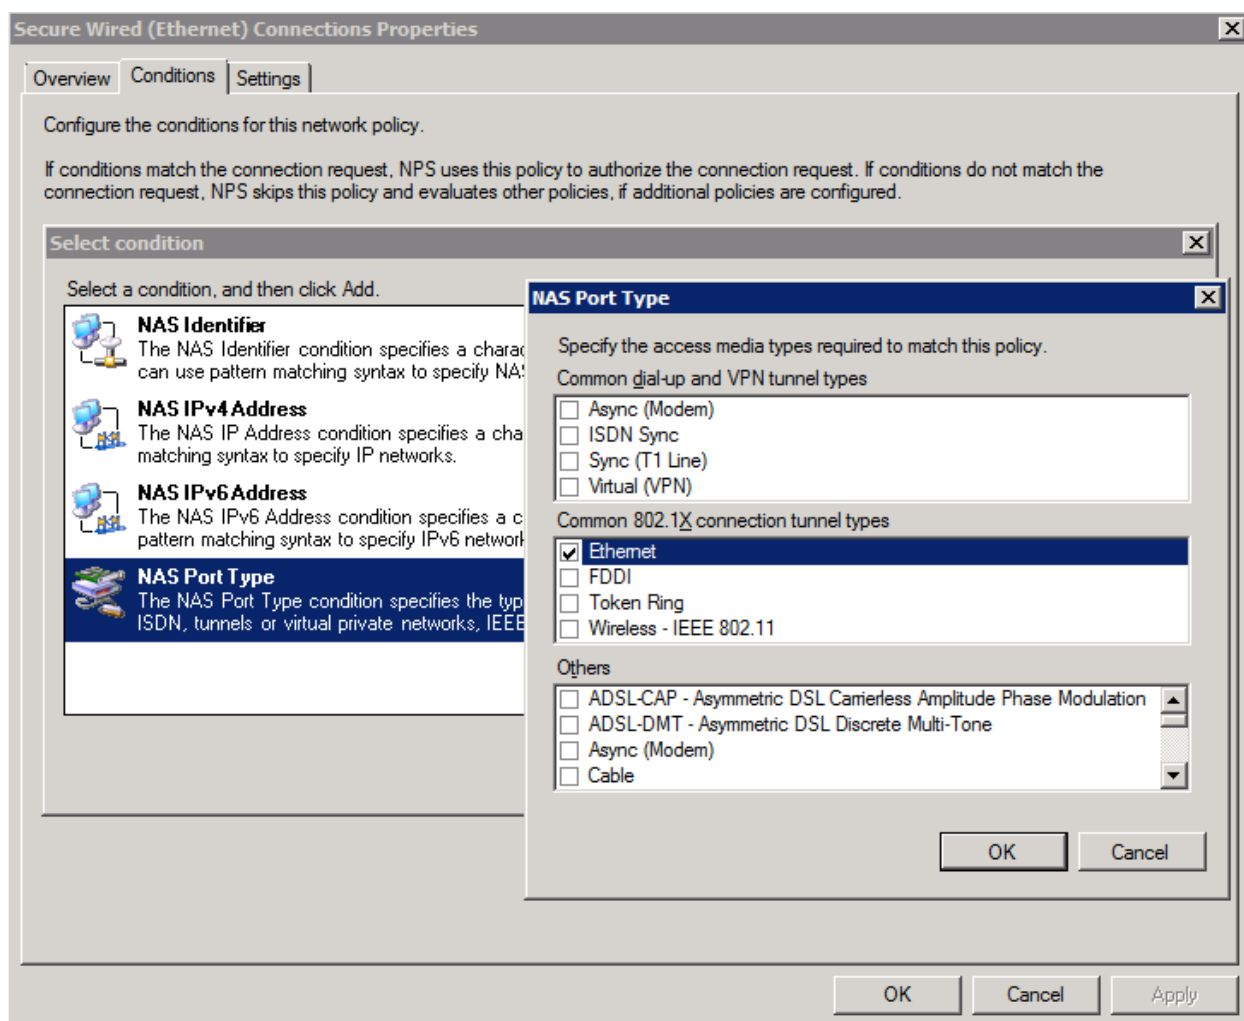 Secure Wired (Ethernet) Connections Properties
Overview
Conditions
Settings
Configure the conditions for this network policy.
If conditions match the connection request, NPS uses this policy to authorize the connection request. If conditions do not match the
connection request, NPS skips this policy and evaluates other policies, if additional policies are configured.
Select condition
Select a condition, and then click Add.
NAS Identifier
The NAS Identifier condition specifies a
can use pattern matching syntax to specify
NAS IPv4 Address
The NAS IP Address condition specifies a
matching syntax to specify IP networks.
NAS IPv6 Address
The NAS IPv6 Address condition specifies a
pattern matching syntax to specify IPv6
NAS Port Type
The NAS Port Type condition specifies the
ISDN, tunnels or virtual private networks, IEEE
NAS Port Type
Specify the access media types required to match this policy.
Common dial-up and VPN tunnel types
Async (Modem)
ISDN Sync
Sync (T1 Line)
Virtual (VPN)
Common 802.1X connection tunnel types
Ethernet
FDDI
Token Ring
Wireless - IEEE 802.11
Others
ADSL-CAP - Asymmetric DSL Carrierless Amplitude Phase Modulation
ADSL-DMT - Asymmetric DSL Discrete Multi-Tone
Async (Modem)
Cable
OK
Cancel
OK
Cancel
Apply